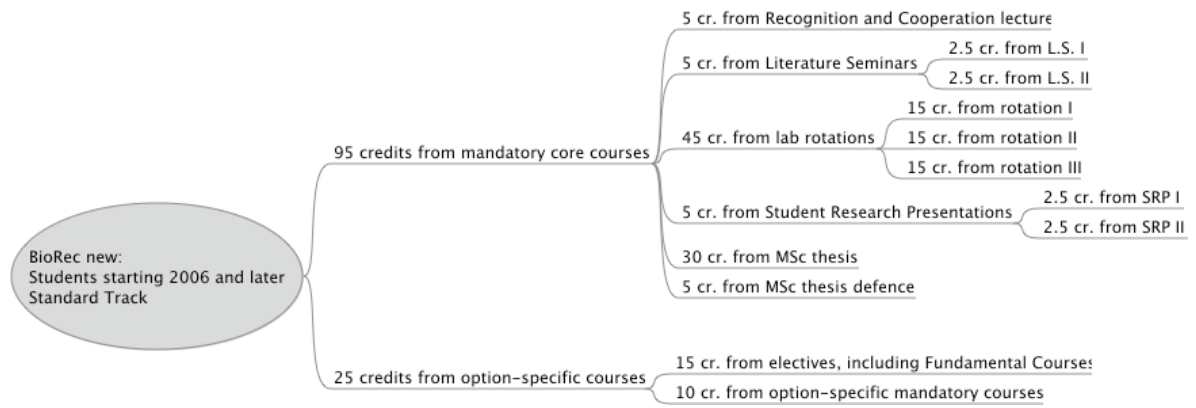 5 cr. from Recognition and Cooperation lecture
5 cr. from Literature Seminars
2.5 cr. from L.S. I
2.5 cr. from L.S. II
45 cr. from lab rotations
15 cr. from rotation I
15 cr. from rotation II
15 cr. from rotation III
95 credits from mandatory core courses
5 cr. from Student Research Presentations
2.5 cr. from SRP I
2.5 cr. from SRP II
30 cr. from MSc thesis
5 cr. from MSc thesis defence
BioRec new:
Students starting 2006 and later
Standard Track
25 credits from option-specific courses
15 cr. from electives, including Fundamental Courses
10 cr. from option-specific mandatory courses